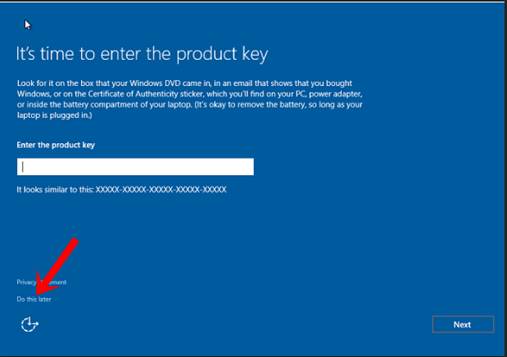 It's time to enter the product key
Look for it on the box that your Windows DVD came in, in an email that shows that you bought
Windows, or on the Certificate of Authenticity sticker, which you'll find on your PC, power adapter,
or inside the battery compartment of your laptop. (It's okay to remove the battery, so long as your
laptop is plugged in.)
Enter the product key
It looks similar to this: XXXXX-XXXXX-XXXXX-XXXXX-XXXXX
Privacy
Do this later
Next